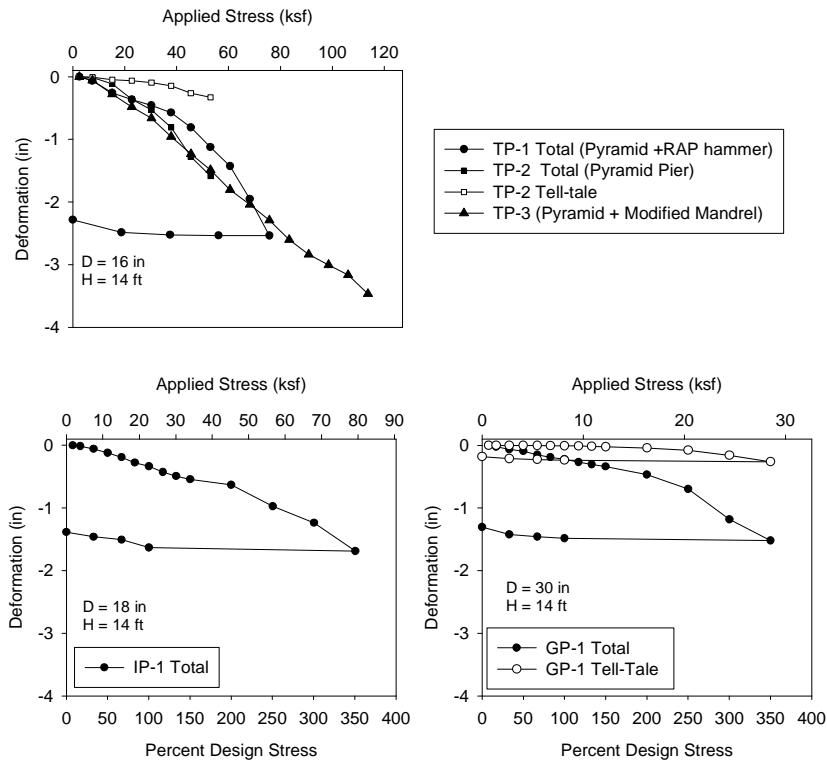 Applied Stress (ksf)
0 20 40 60 80 100 120
0
-1
-2
-3
-4
Deformation (in)
D = 16 in
H = 14 ft
TP-1 Total (Pyramid +RAP hammer)
TP-2 Total (Pyramid Pier)
TP-2 Tell-tale
TP-3 (Pyramid + Modified Mandrel)
Applied Stress (ksf)
0 10 20 30 40 50 60 70 80 90
0
-1
-2
-3
-4
Deformation (in)
D = 18 in
H = 14 ft
IP-1 Total
0 50 100 150 200 250 300 350 400
Percent Design Stress
Applied Stress (ksf)
0 10 20 30
0
-1
-2
-3
-4
Deformation (in)
D = 30 in
H = 14 ft
GP-1 Total
GP-1 Tell-Tale
0 50 100 150 200 250 300 350 400
Percent Design Stress